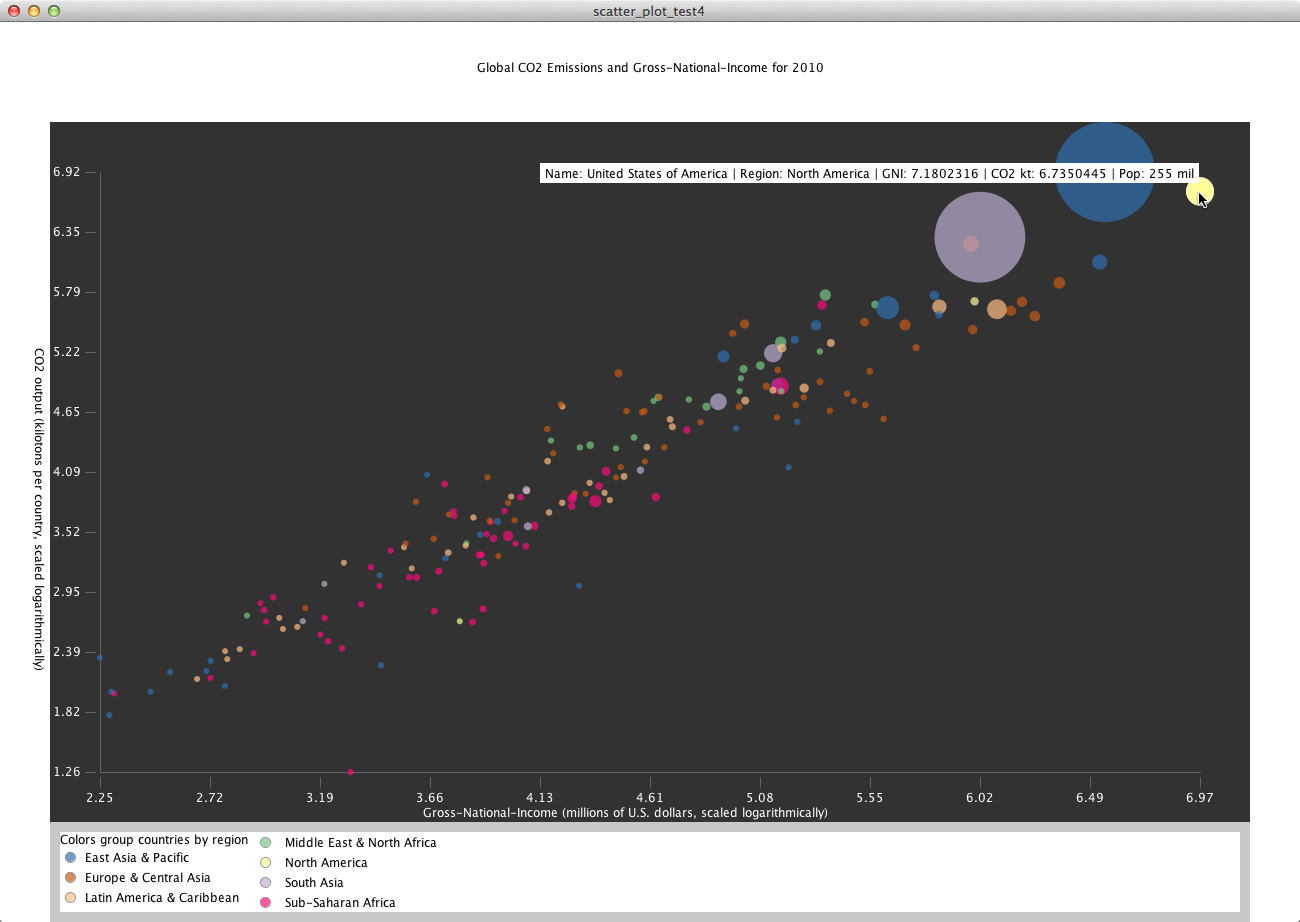 scatter_plot_test4
Global CO2 Emissions and Gross-National-Income for 2010
Name: United States of America | Region: North America | GNI: 7.1802316 | CO2 kt: 6.7350445 | Pop: 255 mil
6.92
6.35
5.79
5.22
4.65
4.09
3.52
2.95
2.39
1.82
1.26
CO2 output (kilotons per country, scaled logarithmically)
2.25 2.72 3.19 3.66 4.13 4.61 5.08 5.55 6.02 6.49 6.97
Gross-National-Income (millions of U.S. dollars, scaled logarithmically)
Colors group countries by region
East Asia & Pacific
Europe & Central Asia
Latin America & Caribbean
Middle East & North Africa
North America
South Asia
Sub-Saharan Africa